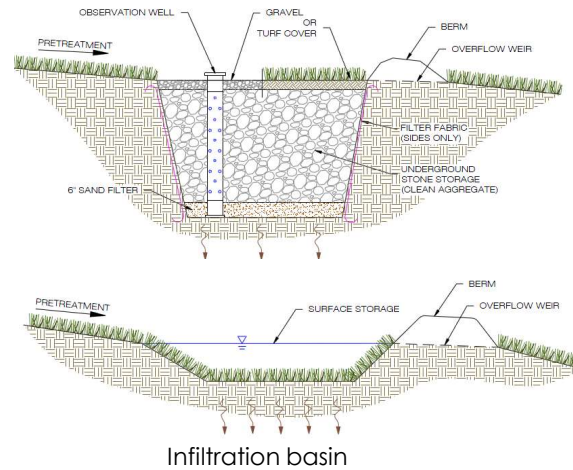 OBSERVATION WELL
GRAVEL
OR
TURF COVER
BERM
PRETREATMENT
OVERFLOW WEIR
FILTER FABRIC
(SIDES ONLY)
UNDERGROUND
STONE STORAGE
(CLEAN AGGREGATE)
6" SAND FILTER
BERM
PRETREATMENT
SURFACE STORAGE
OVERFLOW WEIR
Infiltration basin